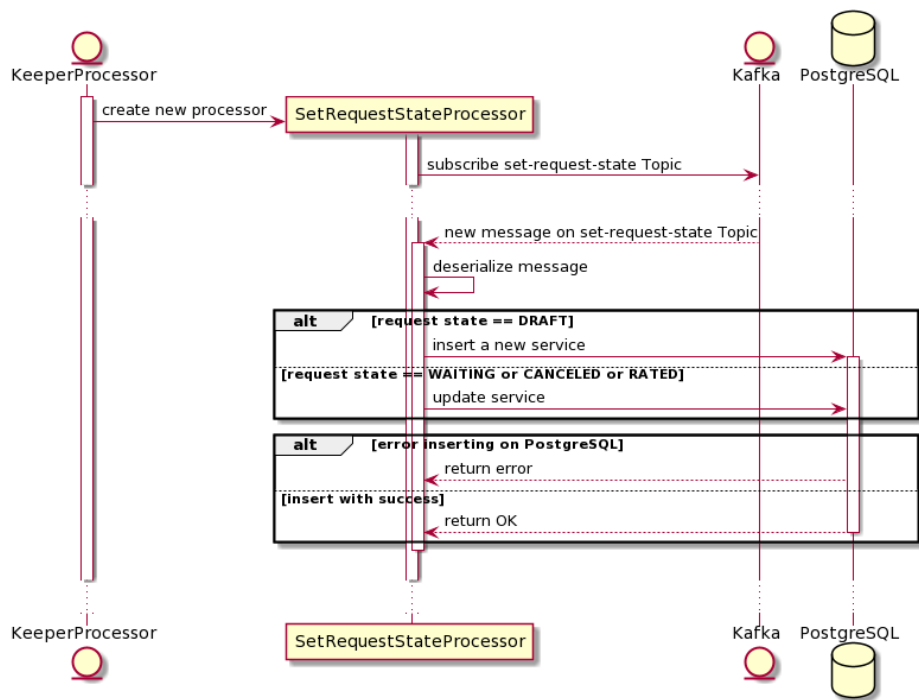 KeeperProcessor
Kafka
PostgreSQL
create new processor
SetRequestStateProcessor
subscribe set-request-state Topic
new message on set-request-state Topic
deserialize message
alt [request state == DRAFT]
insert a new service
[request state == WAITING or CANCELED or RATED]
update service
alt [error inserting on PostgreSQL]
return error
[insert with success]
return OK
KeeperProcessor
SetRequestStateProcessor
Kafka
PostgreSQL